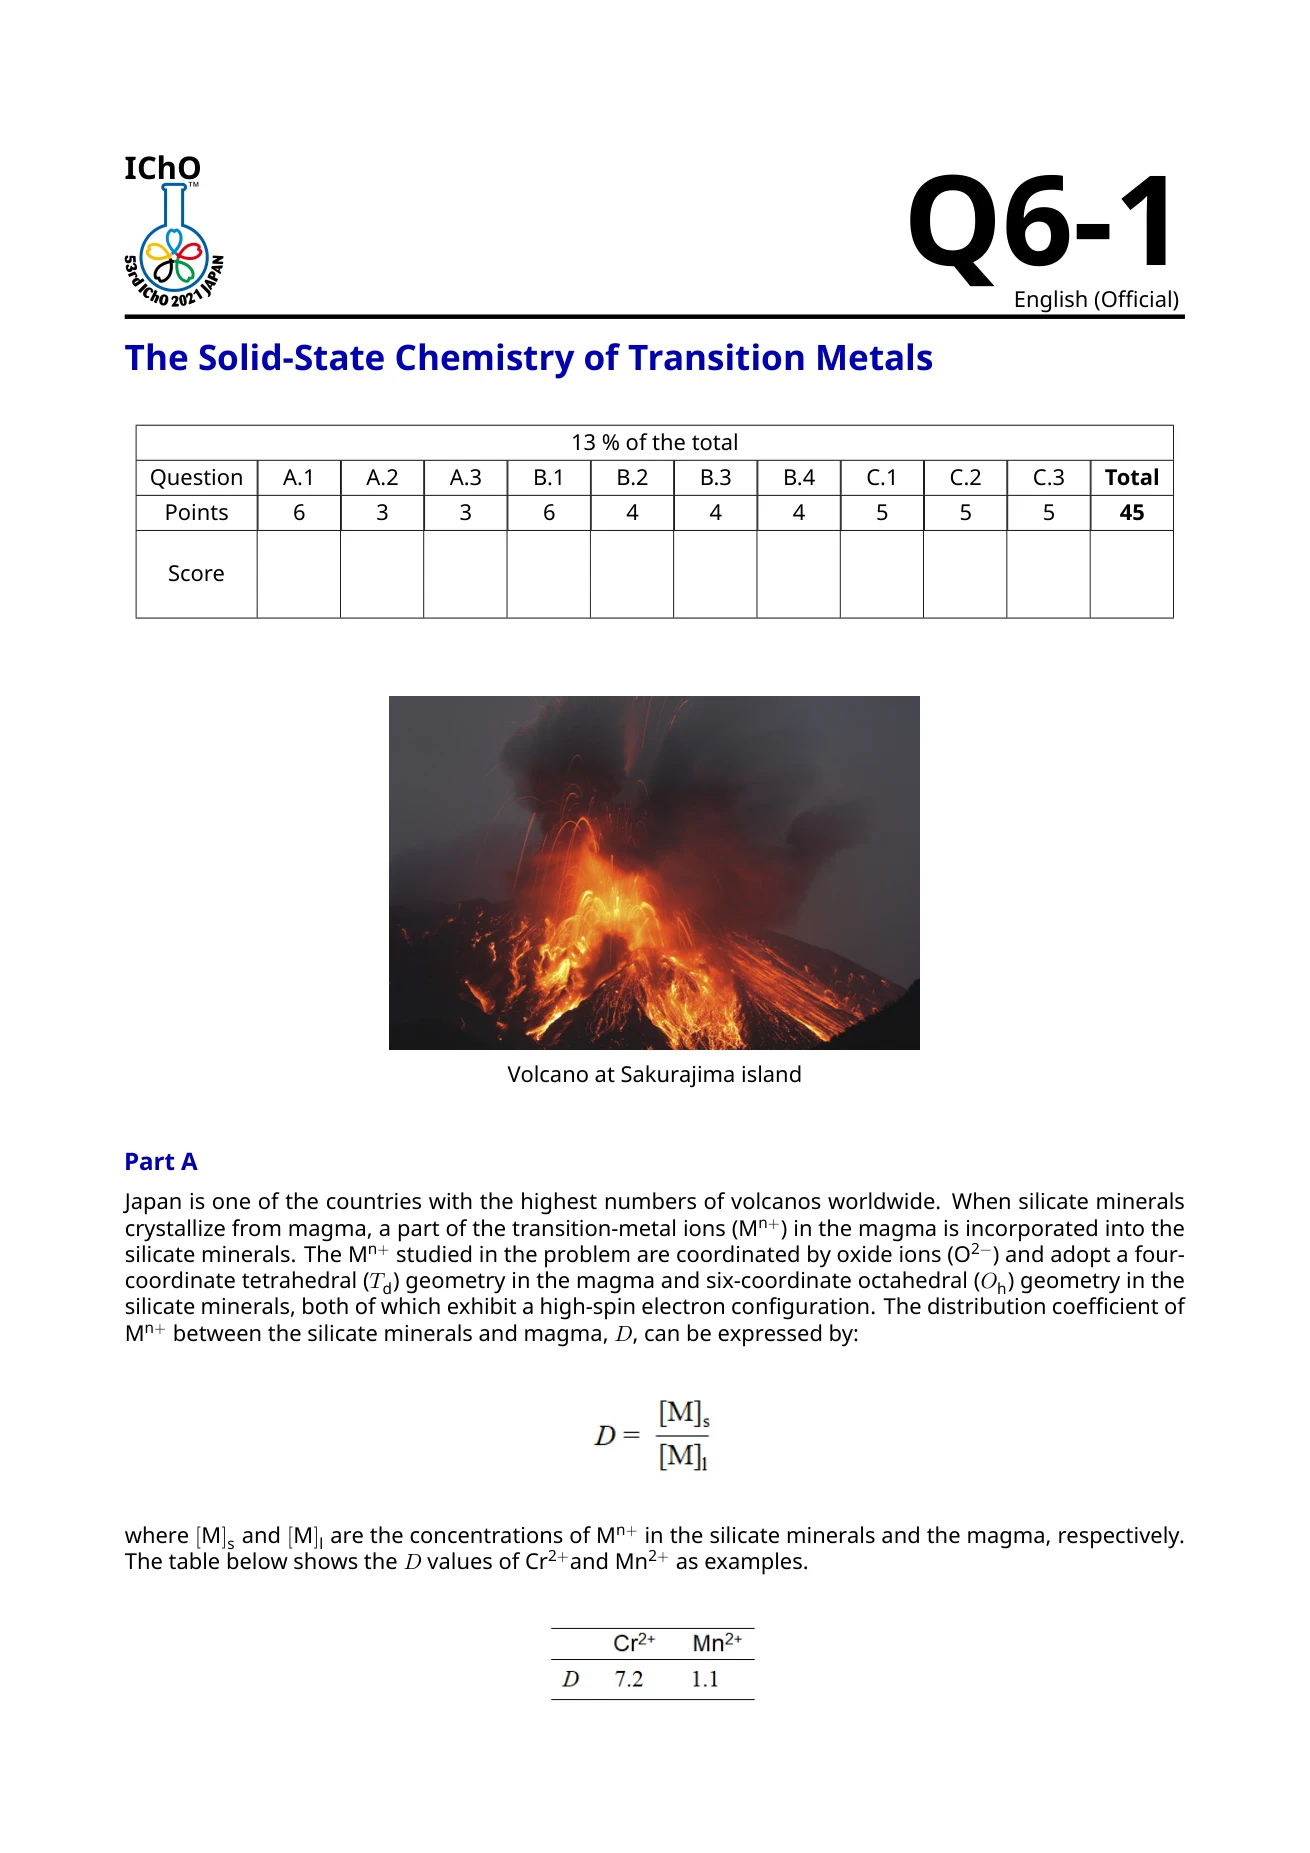 IChO
TM
53rd IChO 2021 JAPAN
Q6-1
English (Official)
The Solid-State Chemistry of Transition Metals
13 % of the total
Question A.1 A.2 A.3 B.1 B.2 B.3 B.4 C.1 C.2 C.3 Total
Points 6 3 3 6 4 4 4 5 5 5 45
Score
Volcano at Sakurajima island
Part A
Japan is one of the countries with the highest numbers of volcanos worldwide. When silicate minerals
crystallize from magma, a part of the transition-metal ions (Mⁿ⁺) in the magma is incorporated into the
silicate minerals. The Mⁿ⁺ studied in the problem are coordinated by oxide ions (O²⁻) and adopt a four-
coordinate tetrahedral (T_d) geometry in the magma and six-coordinate octahedral (O_h) geometry in the
silicate minerals, both of which exhibit a high-spin electron configuration. The distribution coefficient of
Mⁿ⁺ between the silicate minerals and magma, D, can be expressed by:
D = [M]_s / [M]_l
where [M]_s and [M]_l are the concentrations of Mⁿ⁺ in the silicate minerals and the magma, respectively.
The table below shows the D values of Cr²⁺and Mn²⁺ as examples.
Cr²⁺ Mn²⁺
D 7.2 1.1